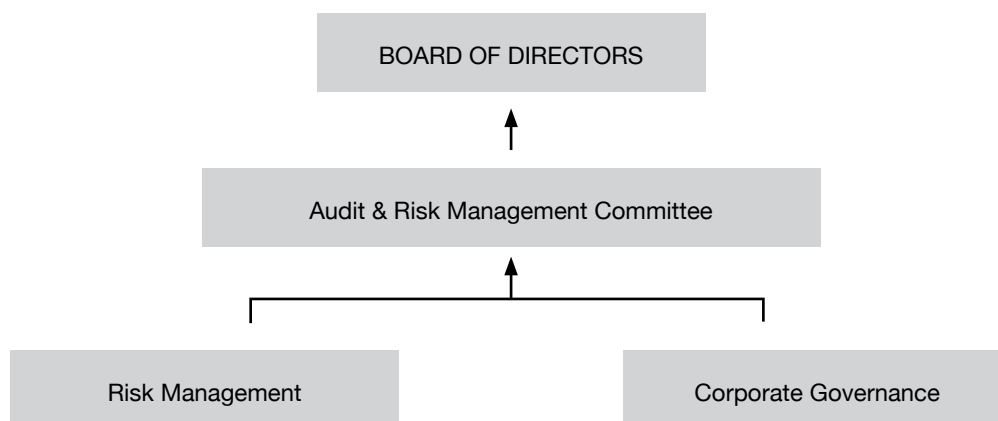 BOARD OF DIRECTORS
Audit & Risk Management Committee
Risk Management
Corporate Governance